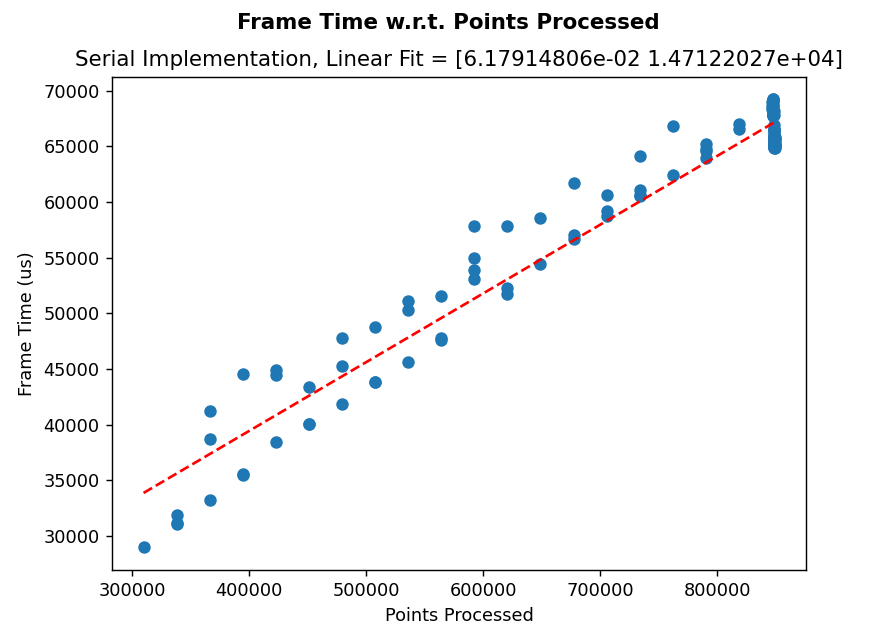 Frame Time w.r.t. Points Processed
Serial Implementation, Linear Fit = [6.17914806e-02 1.47122027e+04]
70000
65000
60000
55000
50000
45000
40000
35000
30000
Frame Time (us)
300000 400000 500000 600000 700000 800000
Points Processed